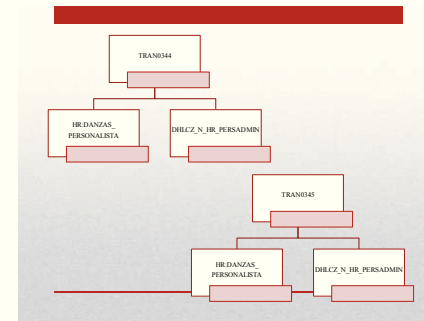 TRAN0344
HR:DANZAS_
PERSONALISTA
DHLCZ_N_HR_PERSADMIN
TRAN0345
HR:DANZAS_
PERSONALISTA
DHLCZ_N_HR_PERSADMIN